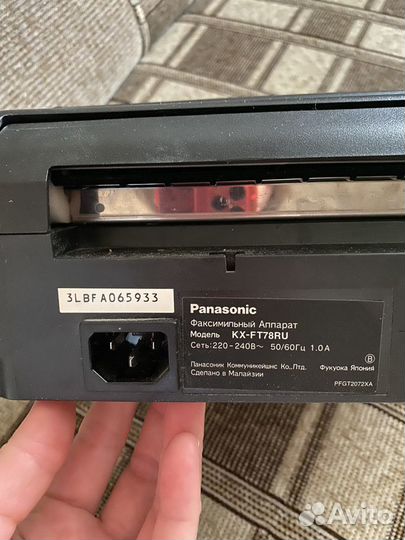 3LBFA065933
Panasonic
Факсимильный Аппарат
Модель KX-FT78RU
Сеть:220-240В~ 50/60Гц 1.0А
Панасоник Коммуникейшнс Ко.,Лтд. Фукуока Япония
Сделано в Малайзии
B
PFGT2072XA
Avito